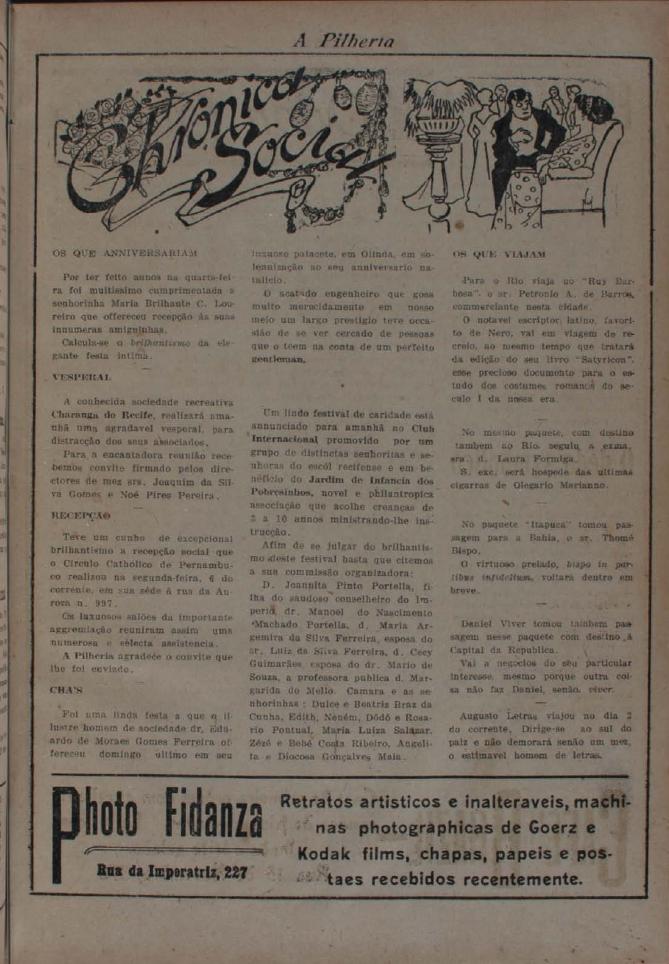 A Pilheria
Chronica
Social
OS QUE ANNIVERSARIAM
Por ter feito annos na quarta-fei-
ra foi multissimo cumprimentada a
senhorinha Maria Brilhante C. Lou-
reiro que offereceu recepção ás suas
innumeras amiguinhas.
Calcula-se o brilhantismo da ele-
gante festa intima.
VESPERAL
A conhecida sociedade recreativa
Charanga do Recife, realizará ama-
nhã uma agradavel vesperal, para
distracção dos seus associados.
Para a encantadora reunião rece-
bemos convite firmado pelos dire-
ctores de mez srs. Joaquim da Sil-
va Gomes e Noé Pires Pereira.
RECEPÇÃO
Teve um cunho de excepcional
brilhantismo a recepção social que
o Circulo Catholico de Pernambu-
co realizou na segunda-feira, 6 do
corrente, em sua séde á rua da Au-
rora n. 997.
Os luxuosos salões da importante
aggremiação reuniram assim uma
numerosa e selecta assistencia.
A Pilheria agradece o convite que
lhe foi enviado.
CHA'S
Foi uma linda festa a que o il-
lustre homem de sociedade dr. Edu-
ardo de Moraes Gomes Ferreira of-
fereceu domingo ultimo em seu
luxuoso palacete, em Olinda, em so-
lennização ao seu anniversario na-
talicio.
O acatado engenheiro que gosa
muito merecidamente em nosso
meio um largo prestigio teve occa-
sião de se ver cercado de pessoas
que o teem na conta de um perfeito
gentleman.
Um lindo festival de caridade está
annunciado para amanhã no Club
Internacional promovido por um
grupo de distinctas senhoritas e se-
nhoras do escól recifense e em be-
neficio do Jardim de Infancia dos
Pobresinhos, novel e philantropica
associação que acolhe creanças de
2 a 10 annos ministrando-lhe ins-
trucção.
Afim de se julgar do brilhantis-
mo deste festival basta que citemos
a sua commissão organizadora:
D. Joannita Pinto Portella, fi-
lha do saudoso conselheiro do Im-
perio, dr. Manoel do Nascimento
Machado Portella, d. Maria Ar-
gemira da Silva Ferreira, esposa do
sr. Luiz da Silva Ferreira, d. Cecy
Guimarães, esposa do dr. Mario de
Souza, a professora publica d. Mar-
garida de Mello. Camara e as se-
nhorinhas: Dulce e Beatriz Braz da
Cunha, Edith, Neném, Dôdô e Rosa-
rio Pontual, Maria Luiza Salazar,
Zézé e Bebé Costa Ribeiro, Angeli-
ta e Diocosa Gonçalves Maia.
OS QUE VIAJAM
Para o Rio viaja no "Ruy Bar-
bosa" o sr. Petronio A. de Barros,
commerciante nesta cidade.
O notavel escriptor latino, favori-
to de Nero, vai em viagem de re-
creio, ao mesmo tempo que tratará
da edição do seu livro "Satyricon",
esse precioso documento para o es-
tudo dos costumes romanos do se-
culo I da nossa era.
No mesmo paquete, com destino
tambem ao Rio, seguiu a exma.
sra. d. Laura Formiga.
S. exc. será hospede das ultimas
cigarras de Olegario Marianno.
No paquete "Itapuca" tomou pas-
sagem para a Bahia, o sr. Thomé
Bispo.
O virtuoso prelado, bispo in par-
tibus infidelium, voltará dentro em
breve.
Daniel Viver tomou tambem pas-
sagem nesse paquete com destino á
Capital da Republica.
Vai a negocios do seu particular
interesse, mesmo porque outra coi-
sa não faz Daniel, senão, viver.
Augusto Letras viajou no dia 2
do corrente. Dirige-se ao sul do
paiz e não demorará senão um mez,
o estimavel homem de letras.
Photo Fidanza
Rua da Imperatriz, 227
Retratos artisticos e inalteraveis, machi-
nas photographicas de Goerz e
Kodak films, chapas, papeis e pos-
taes recebidos recentemente.